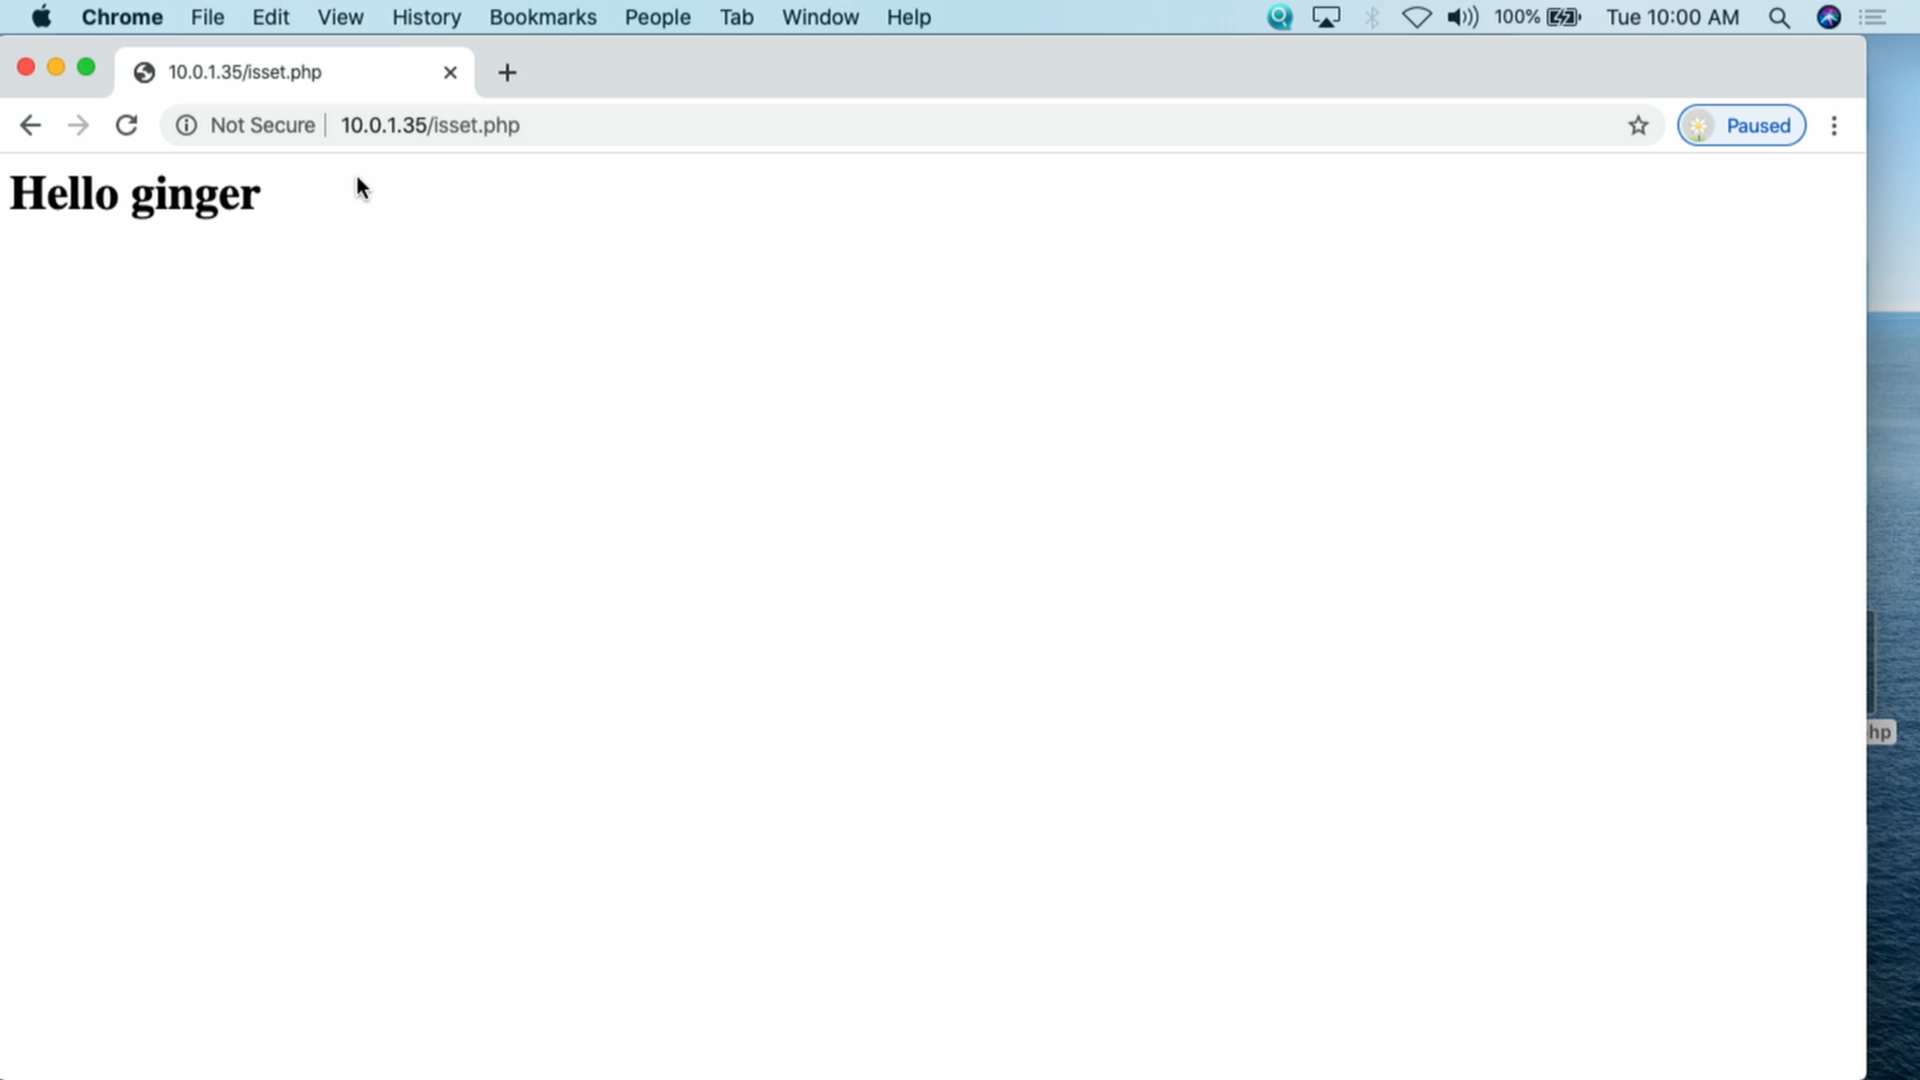 Chrome File Edit View History Bookmarks People Tab Window Help 100% Tue 10:00 AM
10.0.1.35/isset.php
Not Secure 10.0.1.35/isset.php Paused
Hello ginger
hp